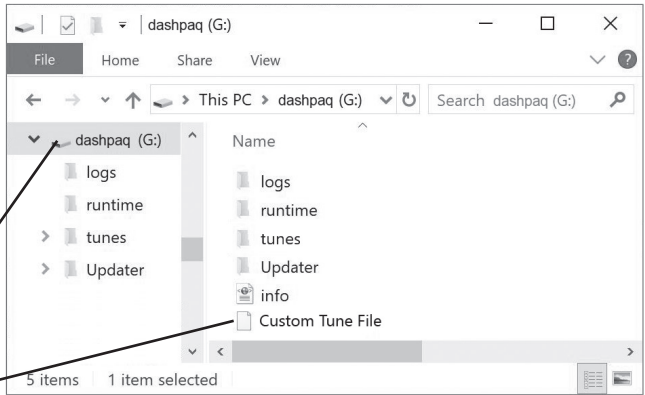 dashpaq (G:)
File Home Share View
This PC > dashpaq (G:) Search dashpaq (G:)
dashpaq (G:)
logs
runtime
tunes
Updater
Name
logs
runtime
tunes
Updater
info
Custom Tune File
5 items 1 item selected